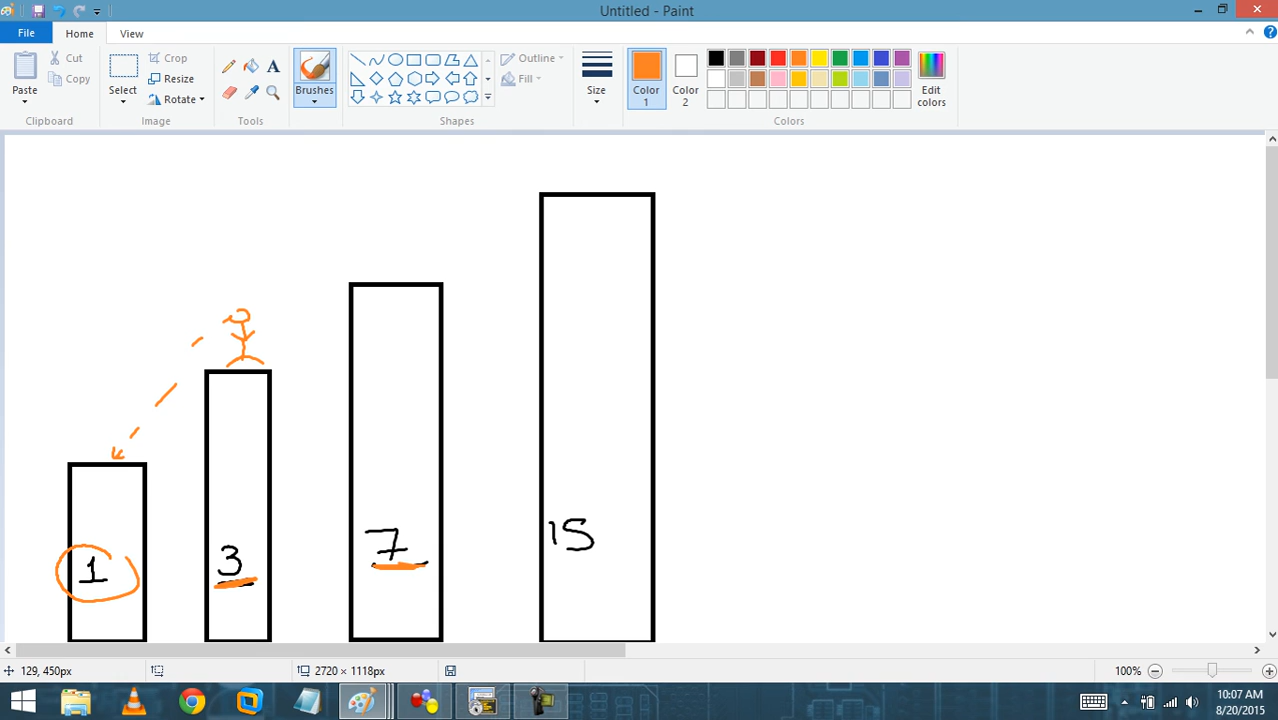 Untitled - Paint
File
Home
View
Paste
Cut
Copy
Clipboard
Select
Crop
Resize
Rotate
Image
A
Tools
Brushes
Outline
Fill
Shapes
Size
Color
1
Color
2
Edit
colors
Colors
1
3
7
15
129, 450px
2720 × 1118px
100%
10:07 AM
8/20/2015